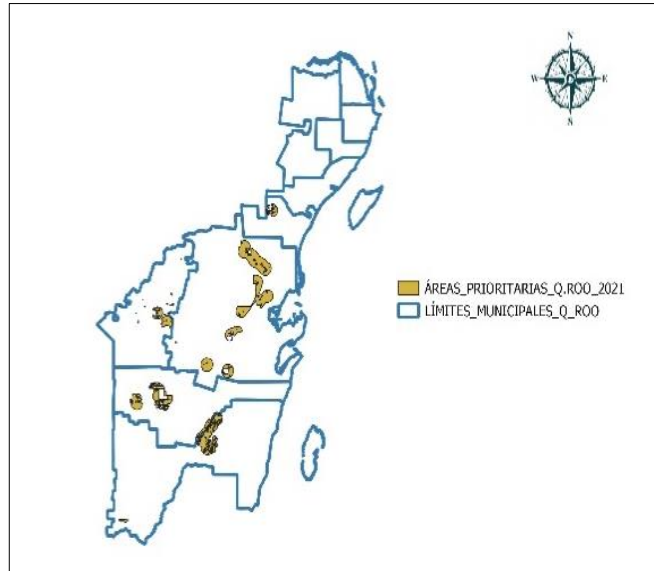 N
W E
N
ÁREAS_PRIORITARIAS_Q.ROO_2021
LÍMITES_MUNICIPALES_Q_ROO